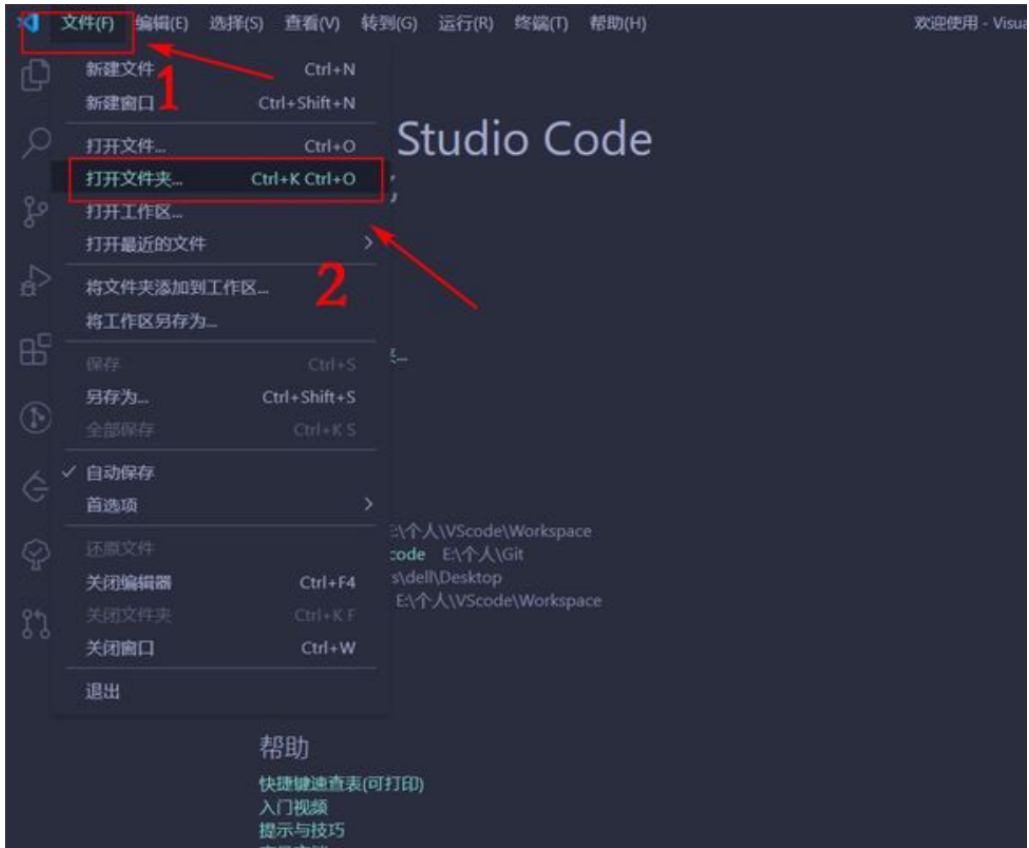 文件(F) 编辑(E) 选择(S) 查看(V) 转到(G) 运行(R) 终端(T) 帮助(H) 欢迎使用 - Visua
新建文件 Ctrl+N
1
新建窗口 Ctrl+Shift+N
Studio Code
打开文件... Ctrl+O
打开文件夹... Ctrl+K Ctrl+O
打开工作区...
打开最近的文件
2
将文件夹添加到工作区...
将工作区另存为...
保存 Ctrl+S
另存为... Ctrl+Shift+S
全部保存 Ctrl+K S
自动保存
首选项
E:\个人\VScode\Workspace
还原文件
code E:\个人\Git
s\dell\Desktop
关闭编辑器 Ctrl+F4
E:\个人\VScode\Workspace
关闭文件夹 Ctrl+K F
关闭窗口 Ctrl+W
退出
帮助
快捷键速查表(可打印)
入门视频
提示与技巧